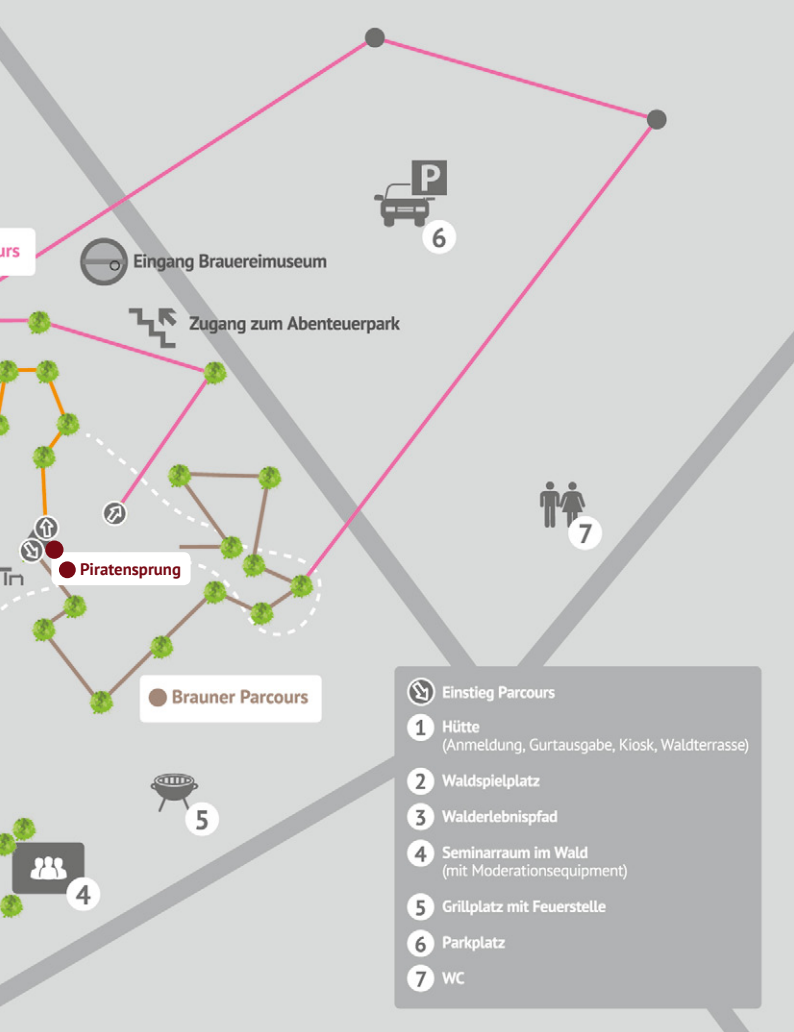 P
6
urs
Eingang Brauereimuseum
Zugang zum Abenteuerpark
7
Piratensprung
Brauner Parcours
5
4
Einstieg Parcours
1 Hütte
(Anmeldung, Gurtausgabe, Kiosk, Waldterrasse)
2 Waldspielplatz
3 Walderlebnispfad
4 Seminarraum im Wald
(mit Moderationsequipment)
5 Grillplatz mit Feuerstelle
6 Parkplatz
7 WC